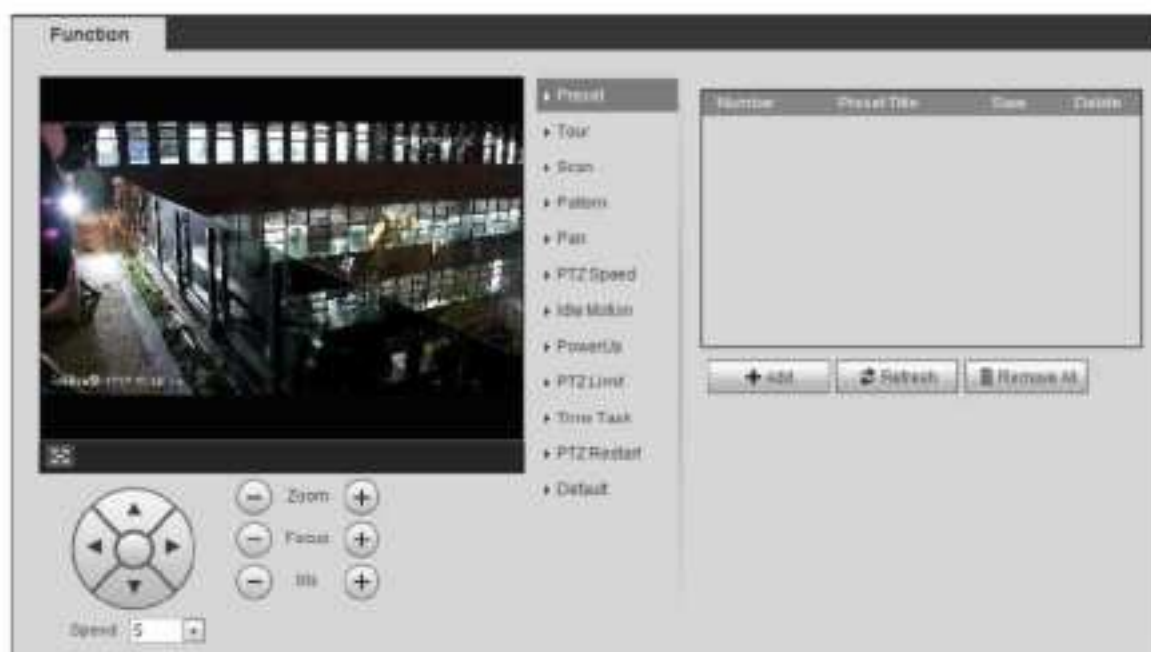 Function
Preset
Tour
Scan
Pattern
Pan
PTZ Speed
Idle Motion
PowerUp
PTZ Limit
Time Task
PTZ Restart
Default
Number Preset Title Save Delete
Add Refresh Remove All
Zoom
Focus
Iris
Speed 5